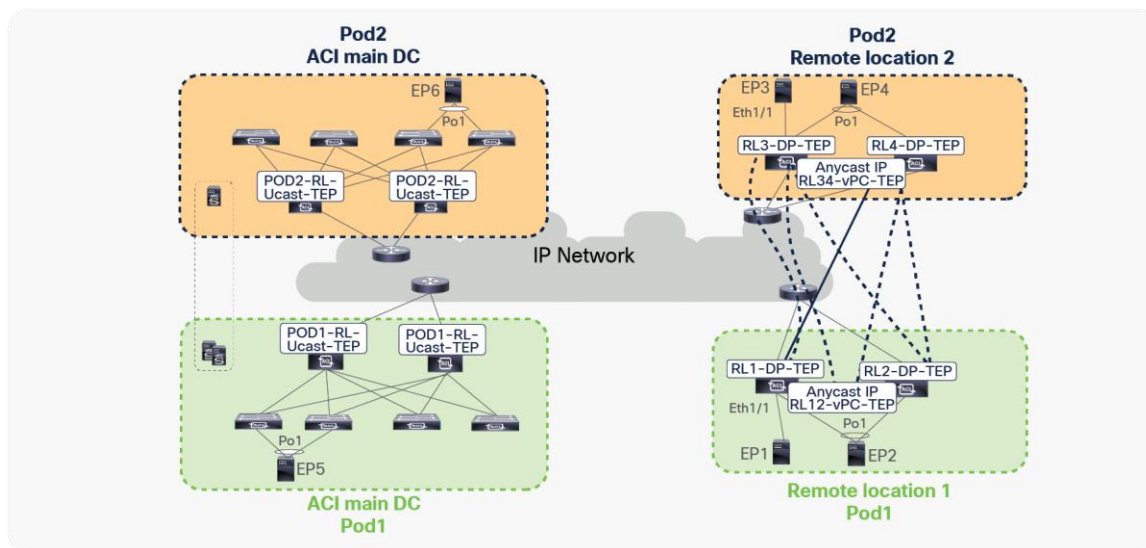 Pod2
ACI main DC
EP6
Po1
POD2-RL-
Ucast-TEP
POD2-RL-
Ucast-TEP
Pod2
Remote location 2
EP3
EP4
Eth1/1
Po1
RL3-DP-TEP
RL4-DP-TEP
Anycast IP
RL34-vPC-TEP
IP Network
POD1-RL-
Ucast-TEP
POD1-RL-
Ucast-TEP
Po1
EP5
ACI main DC
Pod1
RL1-DP-TEP
RL2-DP-TEP
Anycast IP
RL12-vPC-TEP
Eth1/1
Po1
EP1
EP2
Remote location 1
Pod1